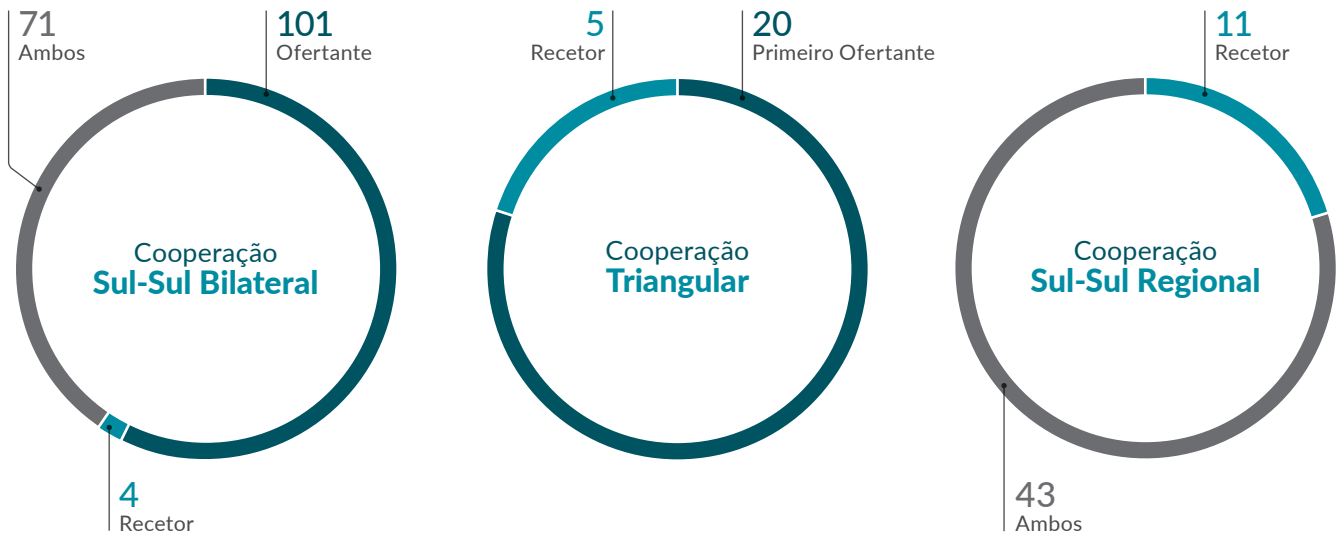 71
Ambos
101
Ofertante
Cooperação
Sul-Sul Bilateral
4
Recetor
5
Recetor
20
Primeiro Ofertante
Cooperação
Triangular
11
Recetor
Cooperação
Sul-Sul Regional
43
Ambos